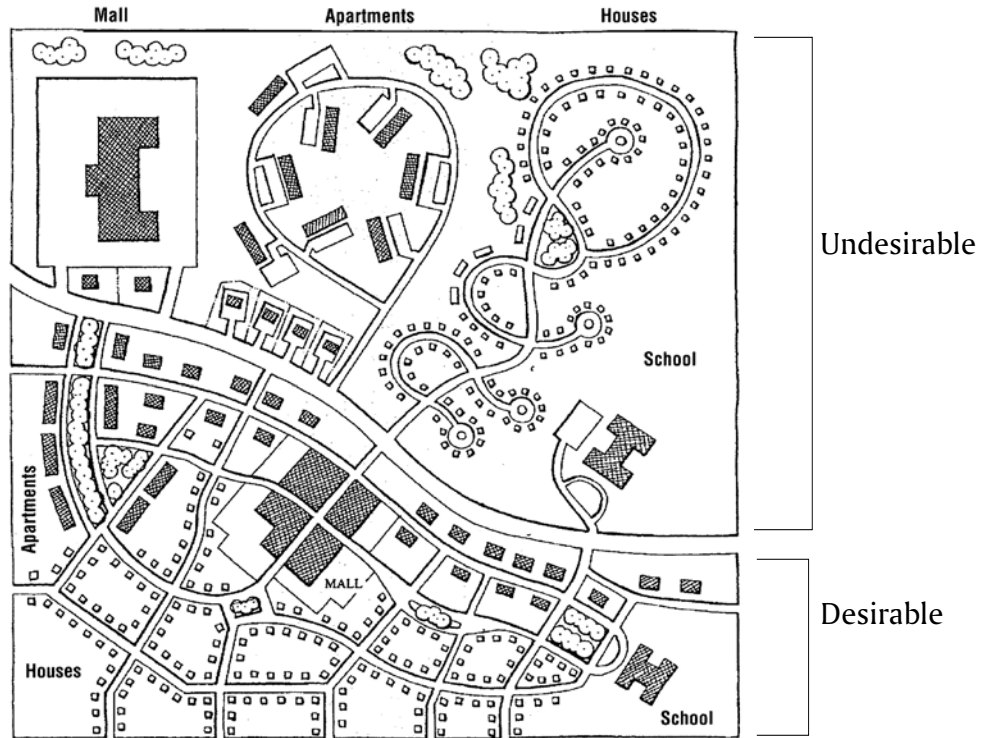 Mall
Apartments
Houses
Undesirable
School
Apartments
MALL
Desirable
Houses
School